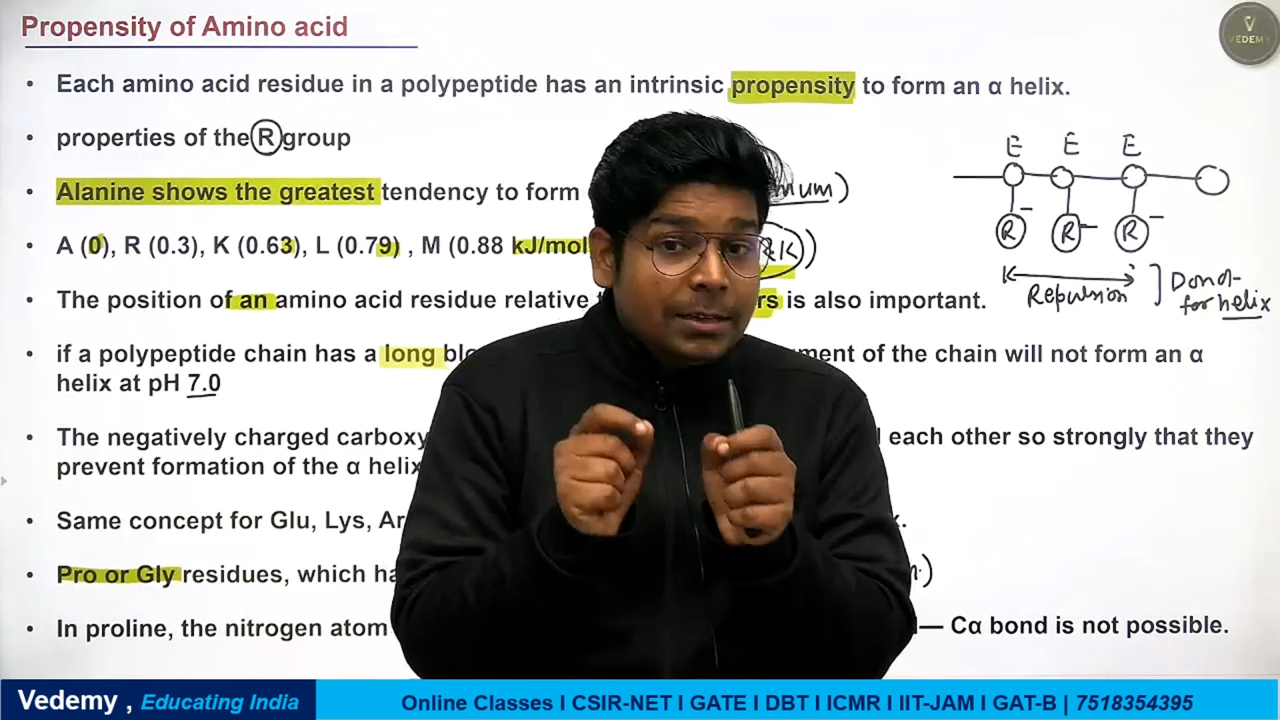 Propensity of Amino acid
V
VEDEMY
• Each amino acid residue in a polypeptide has an intrinsic propensity to form an α helix.
• properties of the R group
• Alanine shows the greatest tendency to form mum)
• A (0), R (0.3), K (0.63), L (0.79) , M (0.88 kJ/mol K))
• The position of an amino acid residue relative rs is also important.
• if a polypeptide chain has a long blo ment of the chain will not form an α
helix at pH 7.0
• The negatively charged carboxy each other so strongly that they
prevent formation of the α helix
• Same concept for Glu, Lys, Ar x.
• Pro or Gly residues, which ha
• In proline, the nitrogen atom — Cα bond is not possible.
E E E
R − R − R −
Repulsion
Donot
for helix
Vedemy , Educating India
Online Classes I CSIR-NET I GATE I DBT I ICMR I IIT-JAM I GAT-B | 7518354395